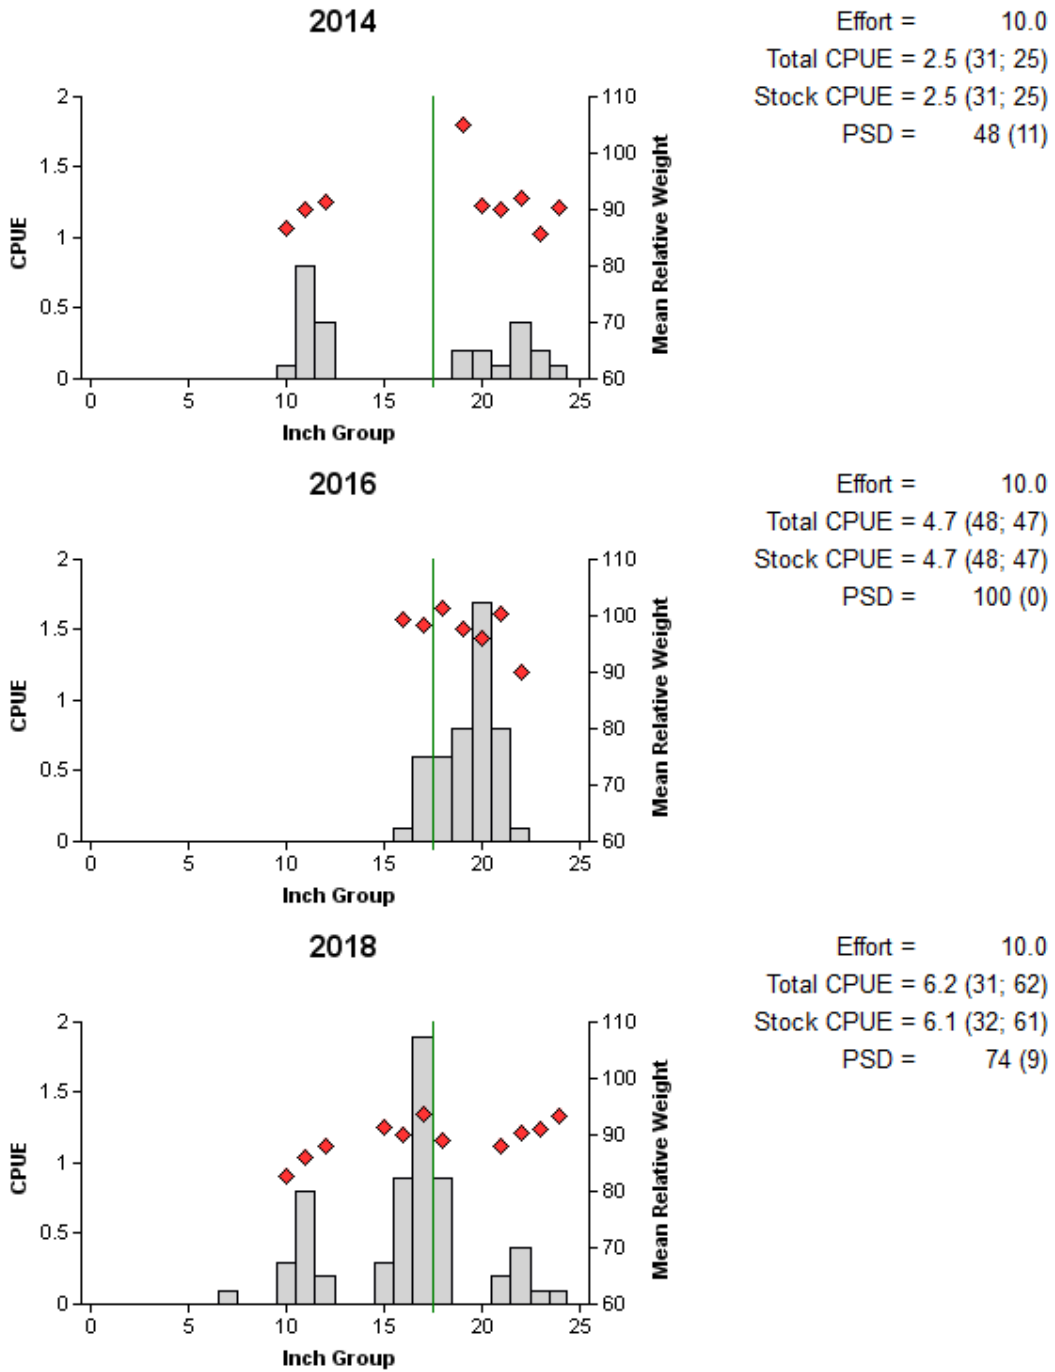 2014
Effort = 10.0
Total CPUE = 2.5 (31; 25)
Stock CPUE = 2.5 (31; 25)
PSD = 48 (11)
2
1.5
1
0.5
0
CPUE
110
100
90
80
70
60
Mean Relative Weight
0 5 10 15 20 25
Inch Group
2016
Effort = 10.0
Total CPUE = 4.7 (48; 47)
Stock CPUE = 4.7 (48; 47)
PSD = 100 (0)
2
1.5
1
0.5
0
CPUE
110
100
90
80
70
60
Mean Relative Weight
0 5 10 15 20 25
Inch Group
2018
Effort = 10.0
Total CPUE = 6.2 (31; 62)
Stock CPUE = 6.1 (32; 61)
PSD = 74 (9)
2
1.5
1
0.5
0
CPUE
110
100
90
80
70
60
Mean Relative Weight
0 5 10 15 20 25
Inch Group